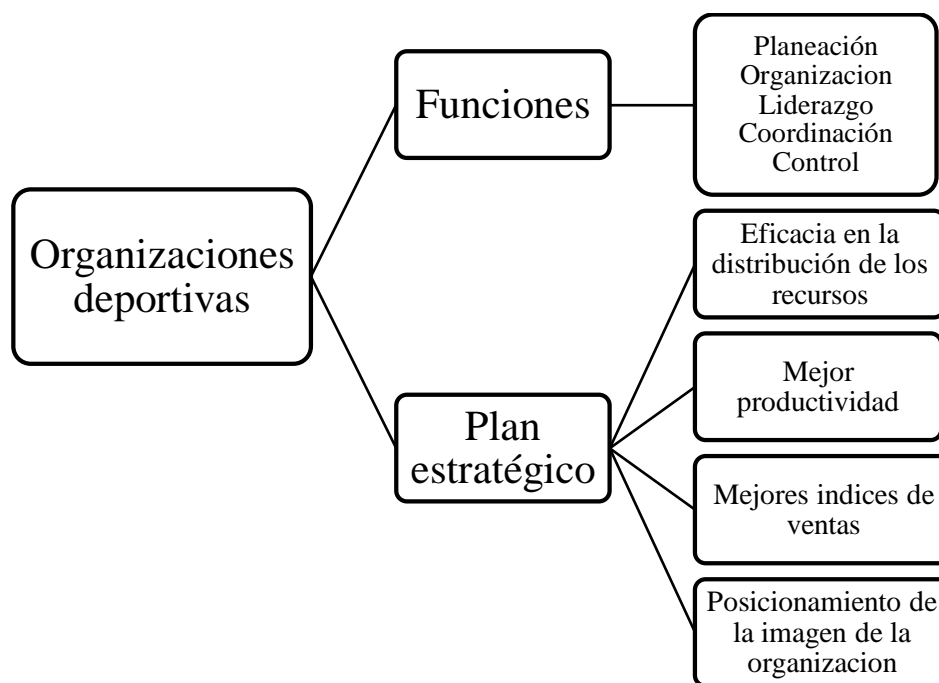 Organizaciones
deportivas
Funciones
Planeación
Organizacion
Liderazgo
Coordinación
Control
Plan
estratégico
Eficacia en la
distribución de los
recursos
Mejor
productividad
Mejores indices de
ventas
Posicionamiento de
la imagen de la
organizacion